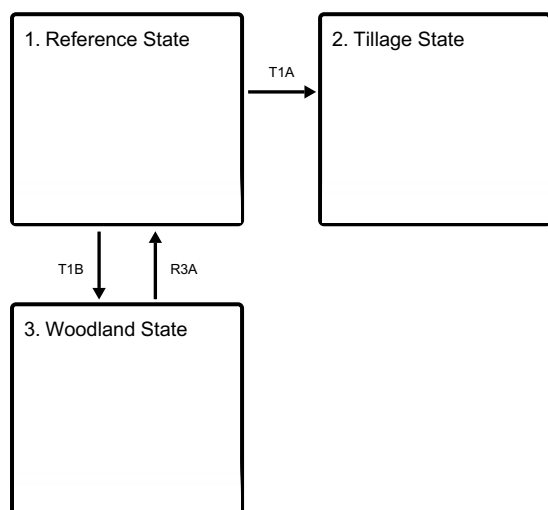 1. Reference State
2. Tillage State
T1A
T1B
R3A
3. Woodland State